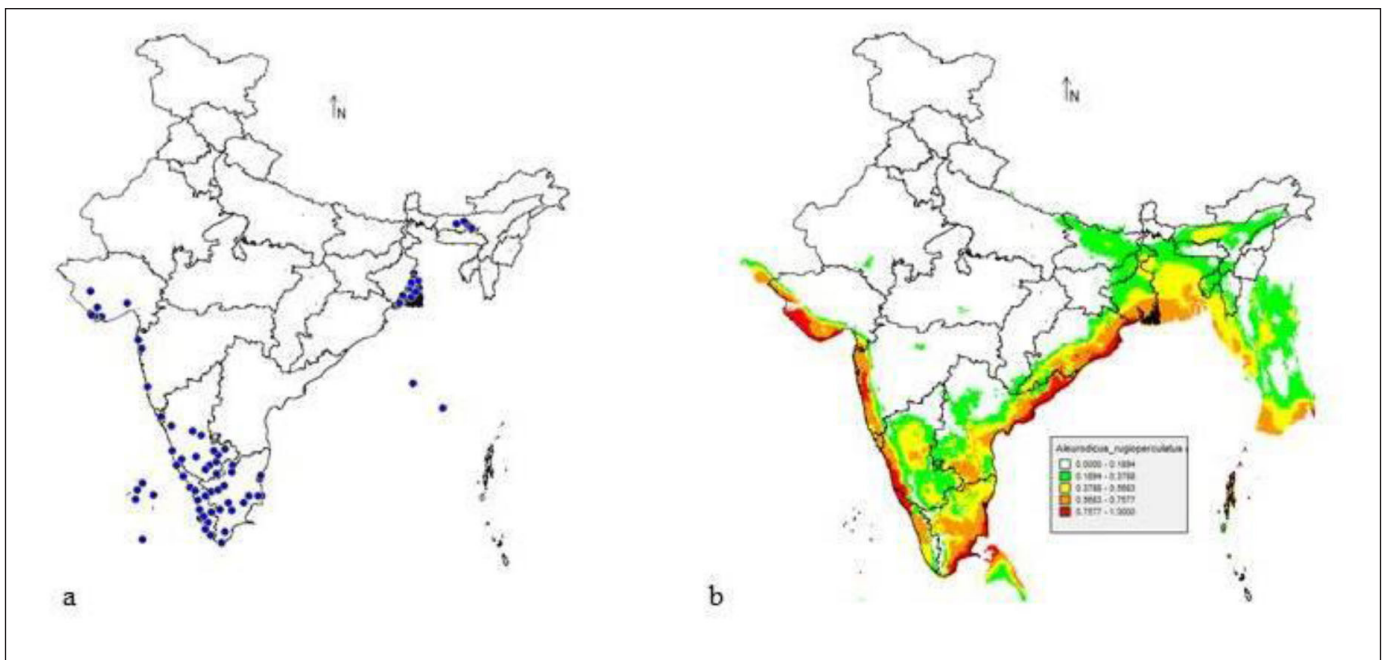 N
N
Aleurodicus_rugioperculatus
0.0000 - 0.1894
0.1894 - 0.3788
0.3788 - 0.5683
0.5683 - 0.7577
0.7577 - 1.0000
a
b